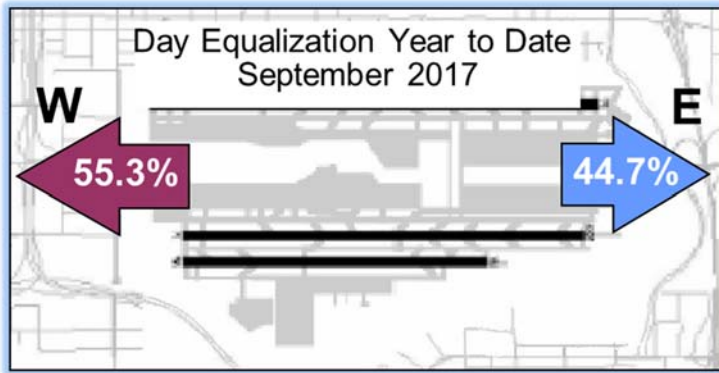 Day Equalization Year to Date
September 2017
W
E
55.3%
44.7%